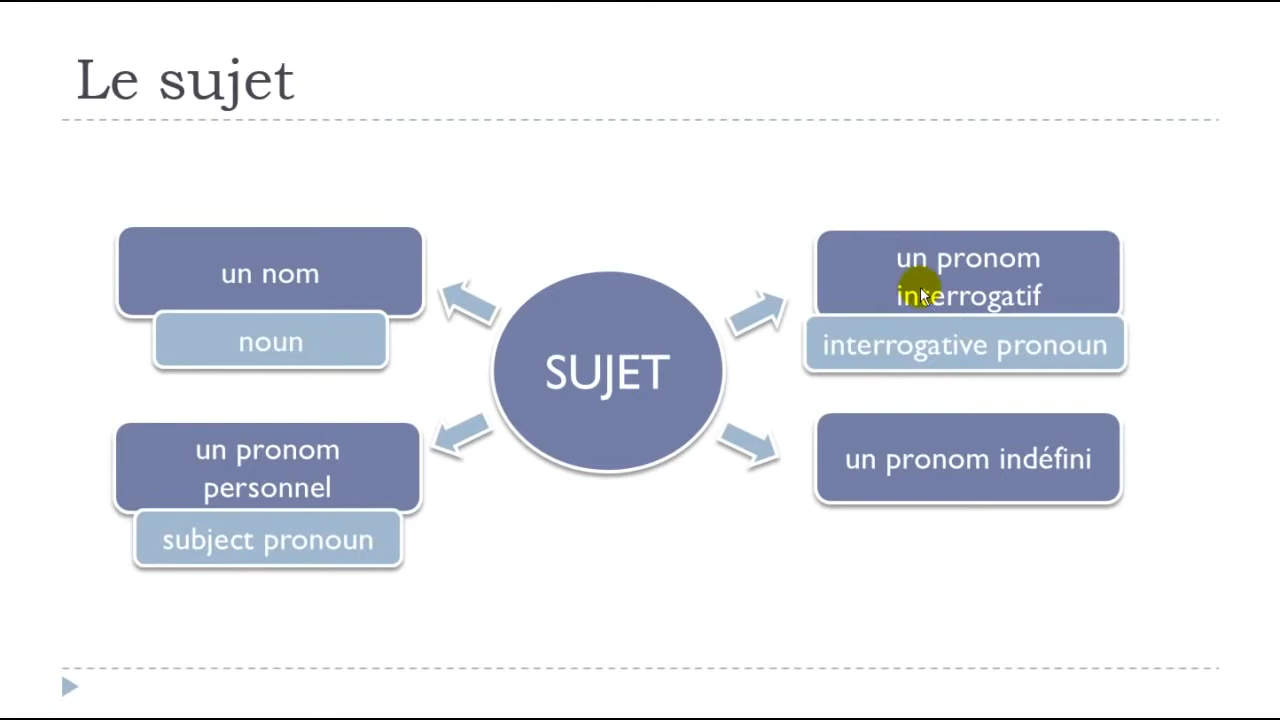 Le sujet
un nom
noun
un pronom
personnel
subject pronoun
SUJET
un pronom
interrogatif
interrogative pronoun
un pronom indéfini